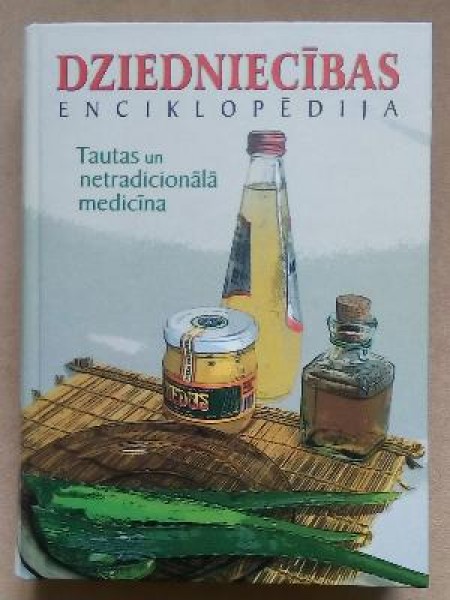 DZIEDNIECĪBAS
ENCIKLOPĒDIJA
Tautas un
netradicionālā
medicīna